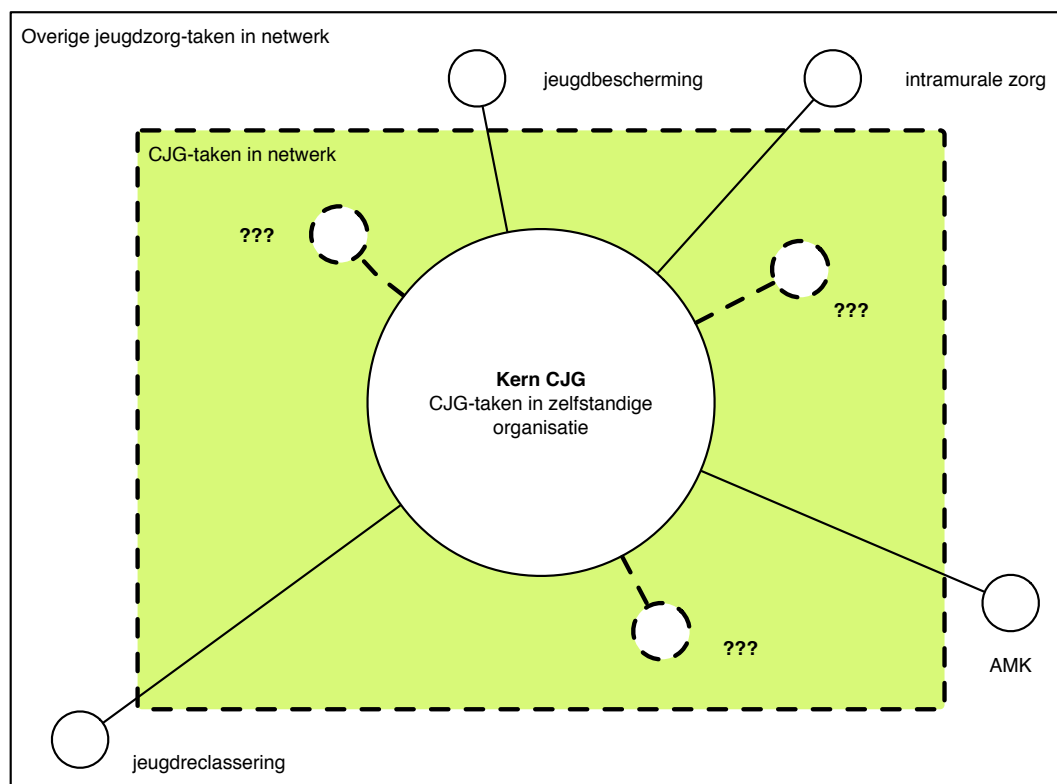 Overige jeugdzorg-taken in netwerk
jeugdbescherming
intramurale zorg
CJG-taken in netwerk
???
???
Kern CJG
CJG-taken in zelfstandige
organisatie
???
AMK
jeugdreclassering